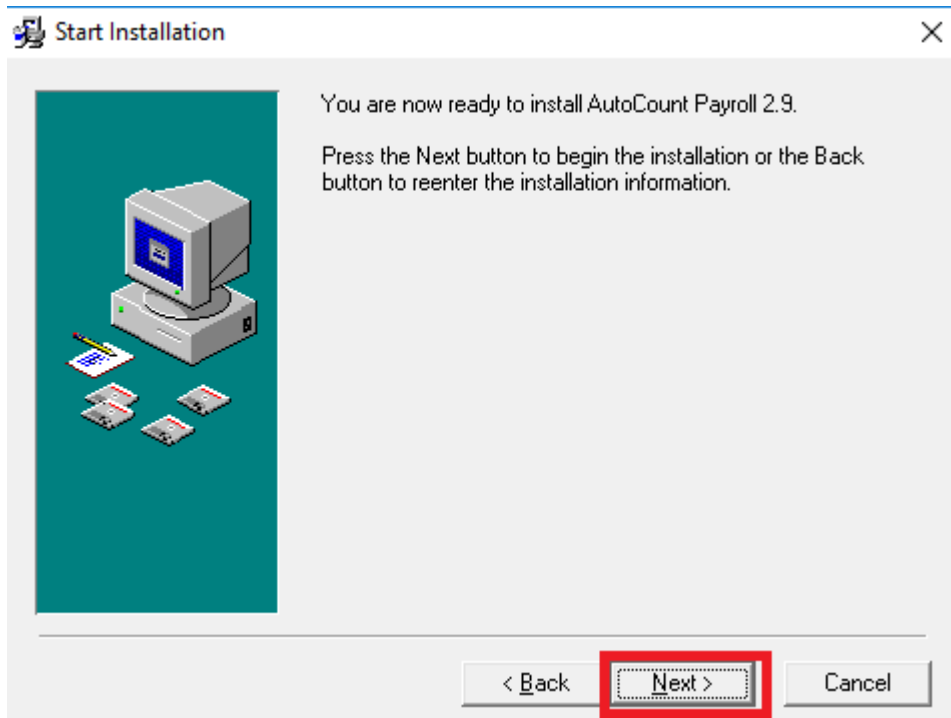 Start Installation
You are now ready to install AutoCount Payroll 2.9.
Press the Next button to begin the installation or the Back
button to reenter the installation information.
< Back
Next >
Cancel